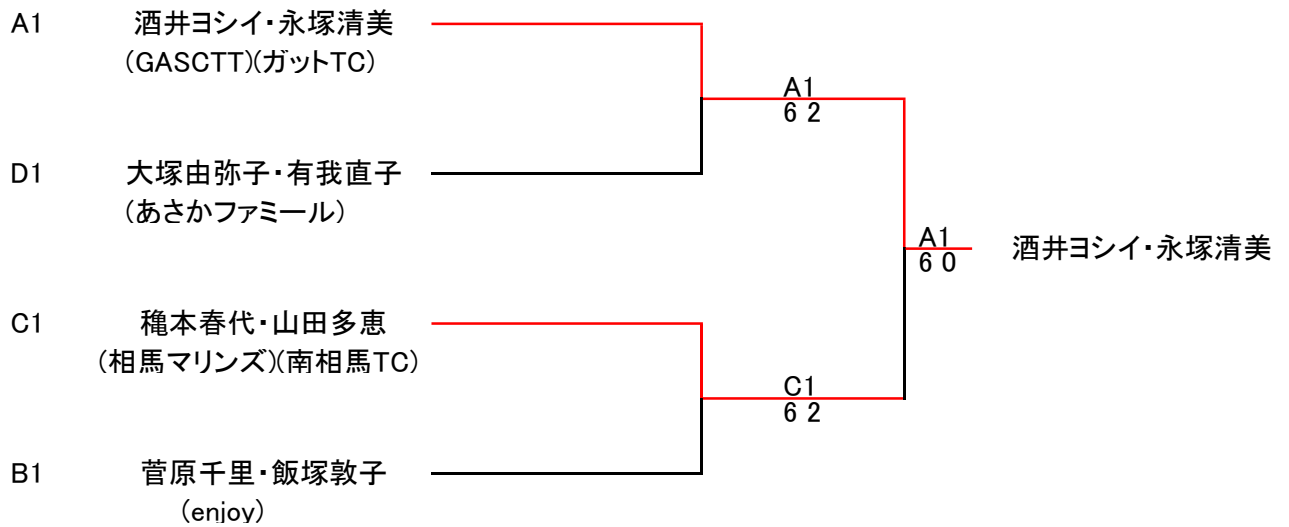 A1 酒井ヨシイ・永塚清美
(GASCTT)(ガットTC)
A1
6 2
D1 大塚由弥子・有我直子
(あさかファミール)
A1
6 0
酒井ヨシイ・永塚清美
C1 穐本春代・山田多恵
(相馬マリンズ)(南相馬TC)
C1
6 2
B1 菅原千里・飯塚敦子
(enjoy)